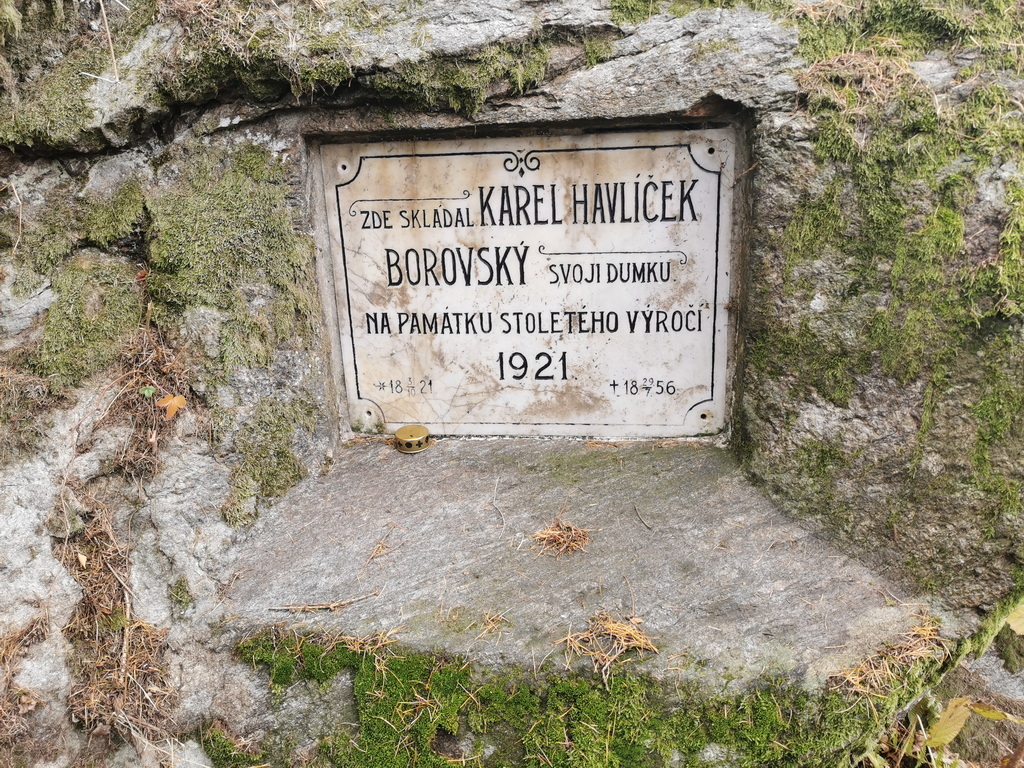 ZDE SKLÁDAL KAREL HAVLÍČEK
BOROVSKÝ SVOJI DUMKU
NA PAMÁTKU STOLETÉHO VÝROČÍ
1921.
*18 31/10 21 †18 29/7 56.